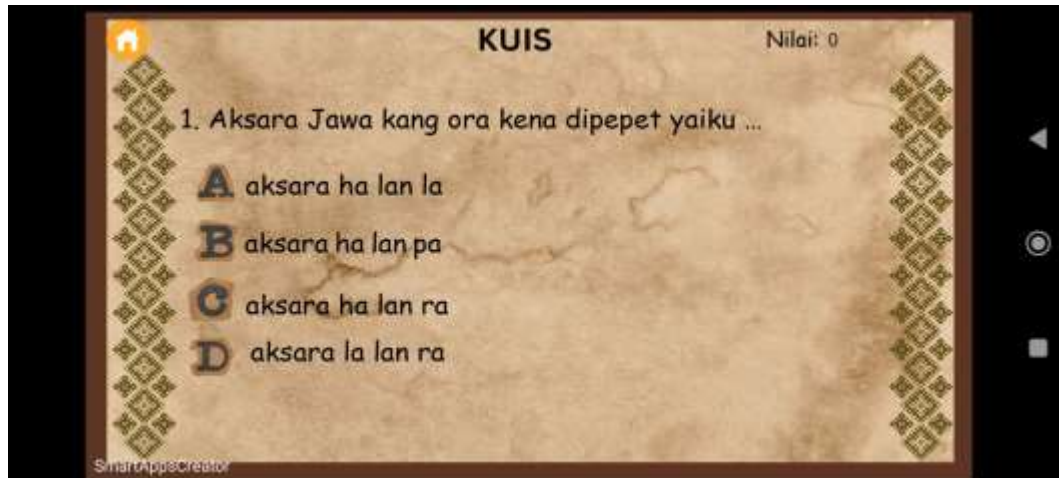 KUIS
Nilai: 0
1. Aksara Jawa kang ora kena dipepet yaiku ...
A aksara ha lan la
B aksara ha lan pa
C aksara ha lan ra
D aksara la lan ra
SmartAppsCreator